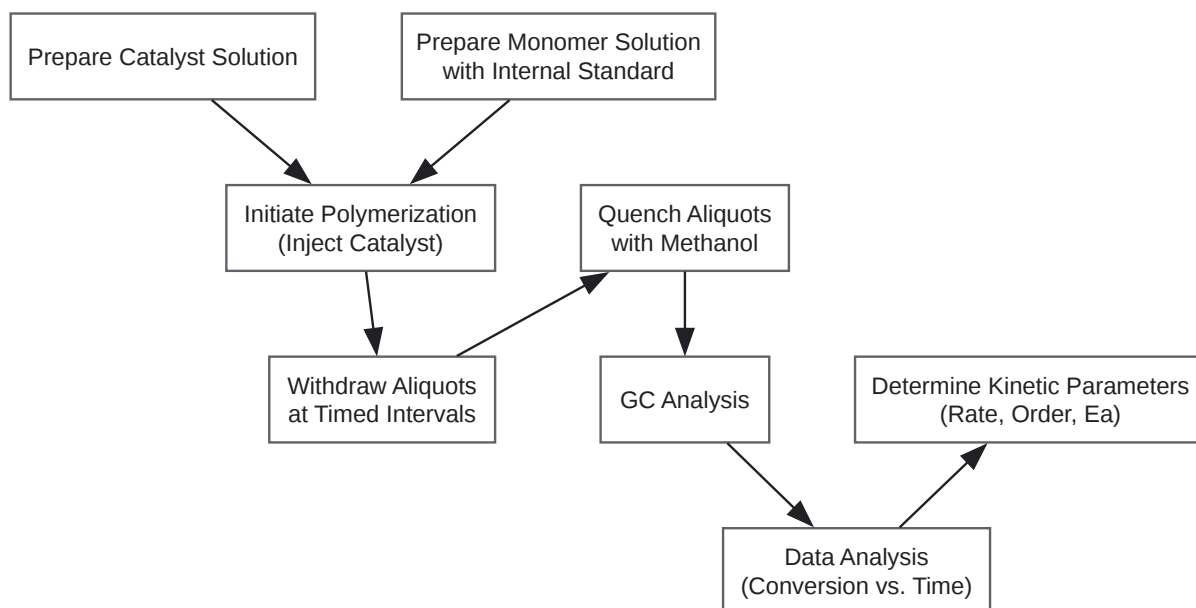 Prepare Catalyst Solution
Prepare Monomer Solution
with Internal Standard
Initiate Polymerization
(Inject Catalyst)
Quench Aliquots
with Methanol
Withdraw Aliquots
at Timed Intervals
GC Analysis
Determine Kinetic Parameters
(Rate, Order, Ea)
Data Analysis
(Conversion vs. Time)